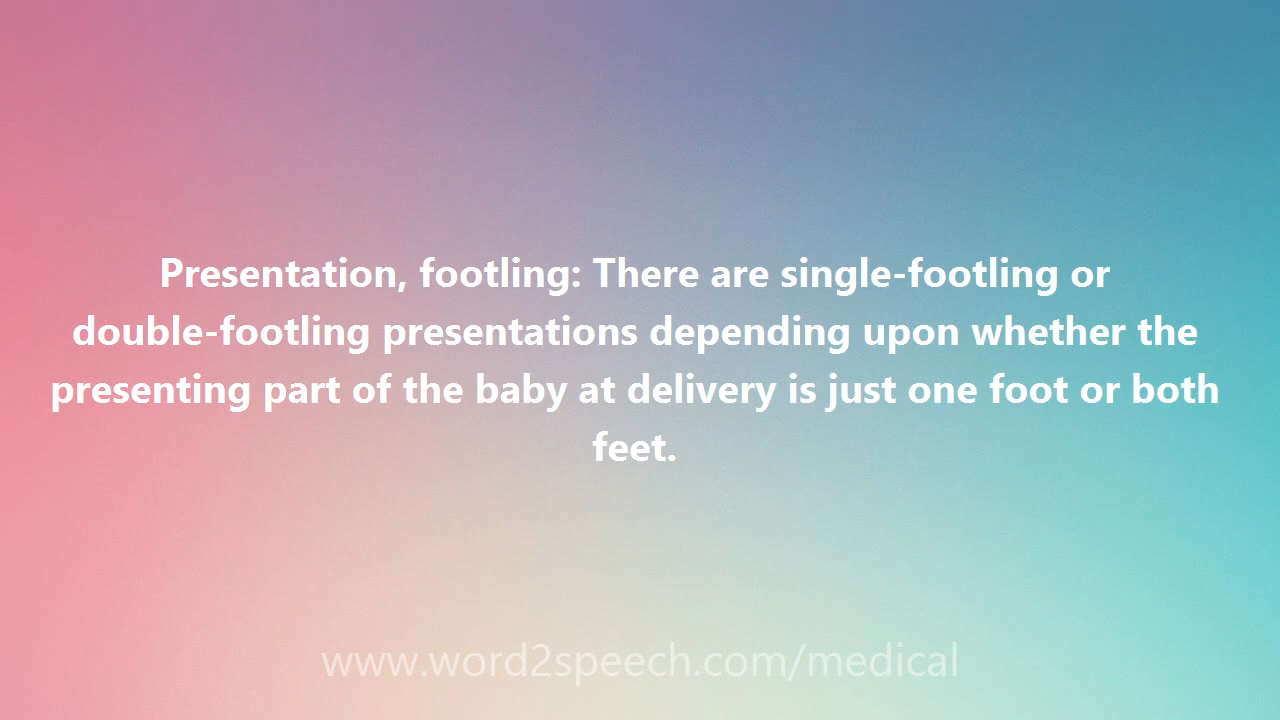 Presentation, footling: There are single-footling or
double-footling presentations depending upon whether the
presenting part of the baby at delivery is just one foot or both
feet.
www.word2speech.com/medical